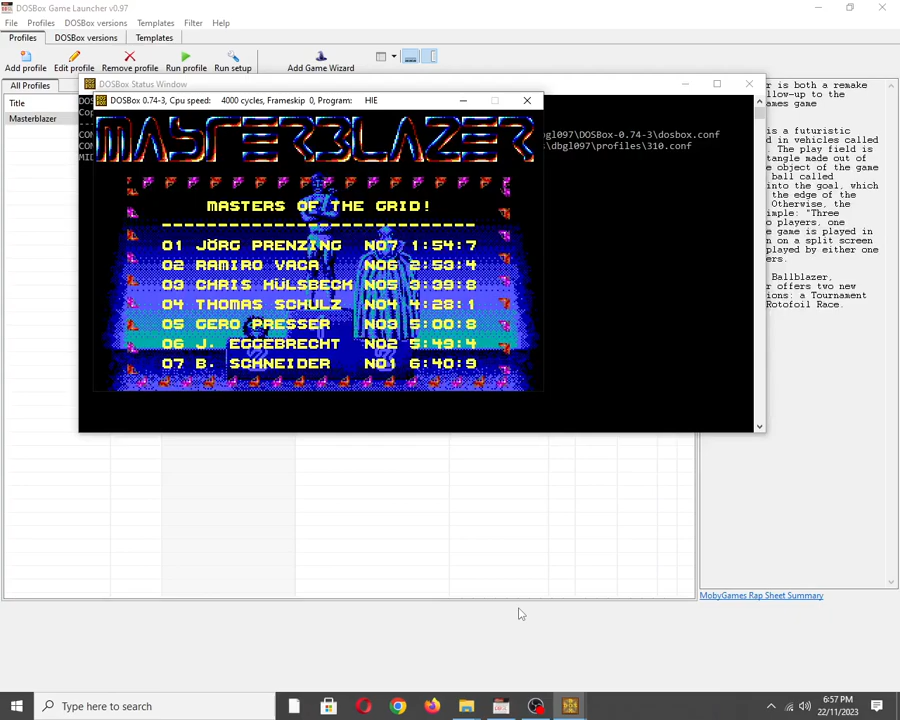 DOSBox Game Launcher v0.97
File Profiles DOSBox versions Templates Filter Help
Profiles DOSBox versions Templates
Add profile Edit profile Remove profile Run profile Run setup Add Game Wizard
All Profiles
Title
Masterblazer
DOSBox Status Window
DOSBox 0.74-3, Cpu speed: 4000 cycles, Frameskip 0, Program: HIE
bgl097\DOSBox-0.74-3\dosbox.conf
\dbgl097\profiles\310.conf
MASTERBLAZER
MASTERS OF THE GRID!
01 JÖRG PRENZING NO7 1:54:7
02 RAMIRO VACA NO6 2:53:4
03 CHRIS HÜLSBECK NO5 3:39:8
04 THOMAS SCHULZ NO4 4:28:1
05 GERO PRESSER NO3 5:00:8
06 J. EGGEBRECHT NO2 5:49:4
07 B. SCHNEIDER NO1 6:40:9
r is both a remake
llow-up to the
ames game
is a futuristic
d in vehicles called
The play field is
tangle made out of
e object of the game
ball called
into the goal, which
the edge of the
Otherwise, the
imple: "Three
o players, one
e game is played in
n on a split screen
played by either one
ers.
Ballblazer,
r offers two new
ions: a Tournament
Rotofoil Race.
MobyGames Rap Sheet Summary
Type here to search
6:57 PM
22/11/2023